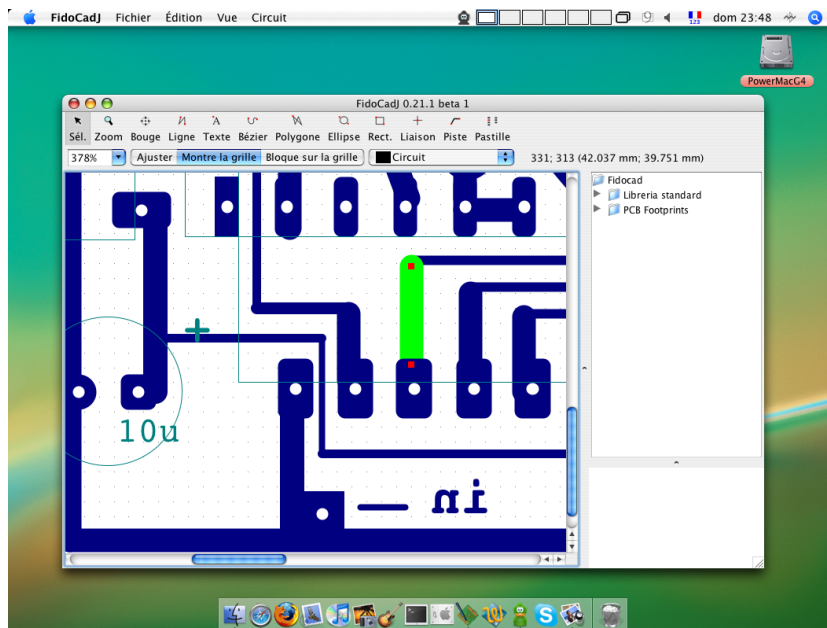 FidoCadJ Fichier Édition Vue Circuit dom 23:48
PowerMacG4
FidoCadJ 0.21.1 beta 1
Sél. Zoom Bouge Ligne Texte Bézier Polygone Ellipse Rect. Liaison Piste Pastille
378% Ajuster Montre la grille Bloque sur la grille Circuit 331; 313 (42.037 mm; 39.751 mm)
Fidocad
Libreria standard
PCB Footprints
+
10u